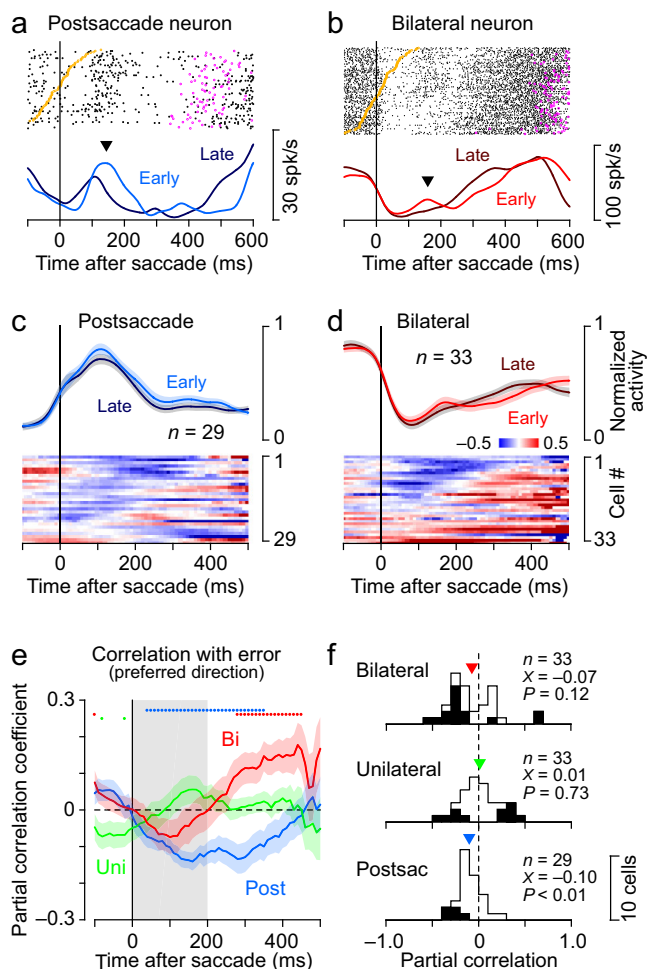 a Postsaccade neuron
Late
Early
30 spk/s
0 200 400 600
Time after saccade (ms)
b Bilateral neuron
Late
Early
100 spk/s
0 200 400 600
Time after saccade (ms)
c Postsaccade
Early
Late
n = 29
1
0
1
29
0 200 400
Time after saccade (ms)
d Bilateral
n = 33
Late
Early
−0.5 0.5
1
0
Normalized
activity
1
33
Cell #
0 200 400
Time after saccade (ms)
e Correlation with error
(preferred direction)
Partial correlation coefficient
0.3
0
−0.3
Bi
Uni
Post
0 200 400
Time after saccade (ms)
f
Bilateral
n = 33
X = −0.07
P = 0.12
Unilateral
n = 33
X = 0.01
P = 0.73
Postsac
n = 29
X = −0.10
P < 0.01
10 cells
−1.0 0 1.0
Partial correlation